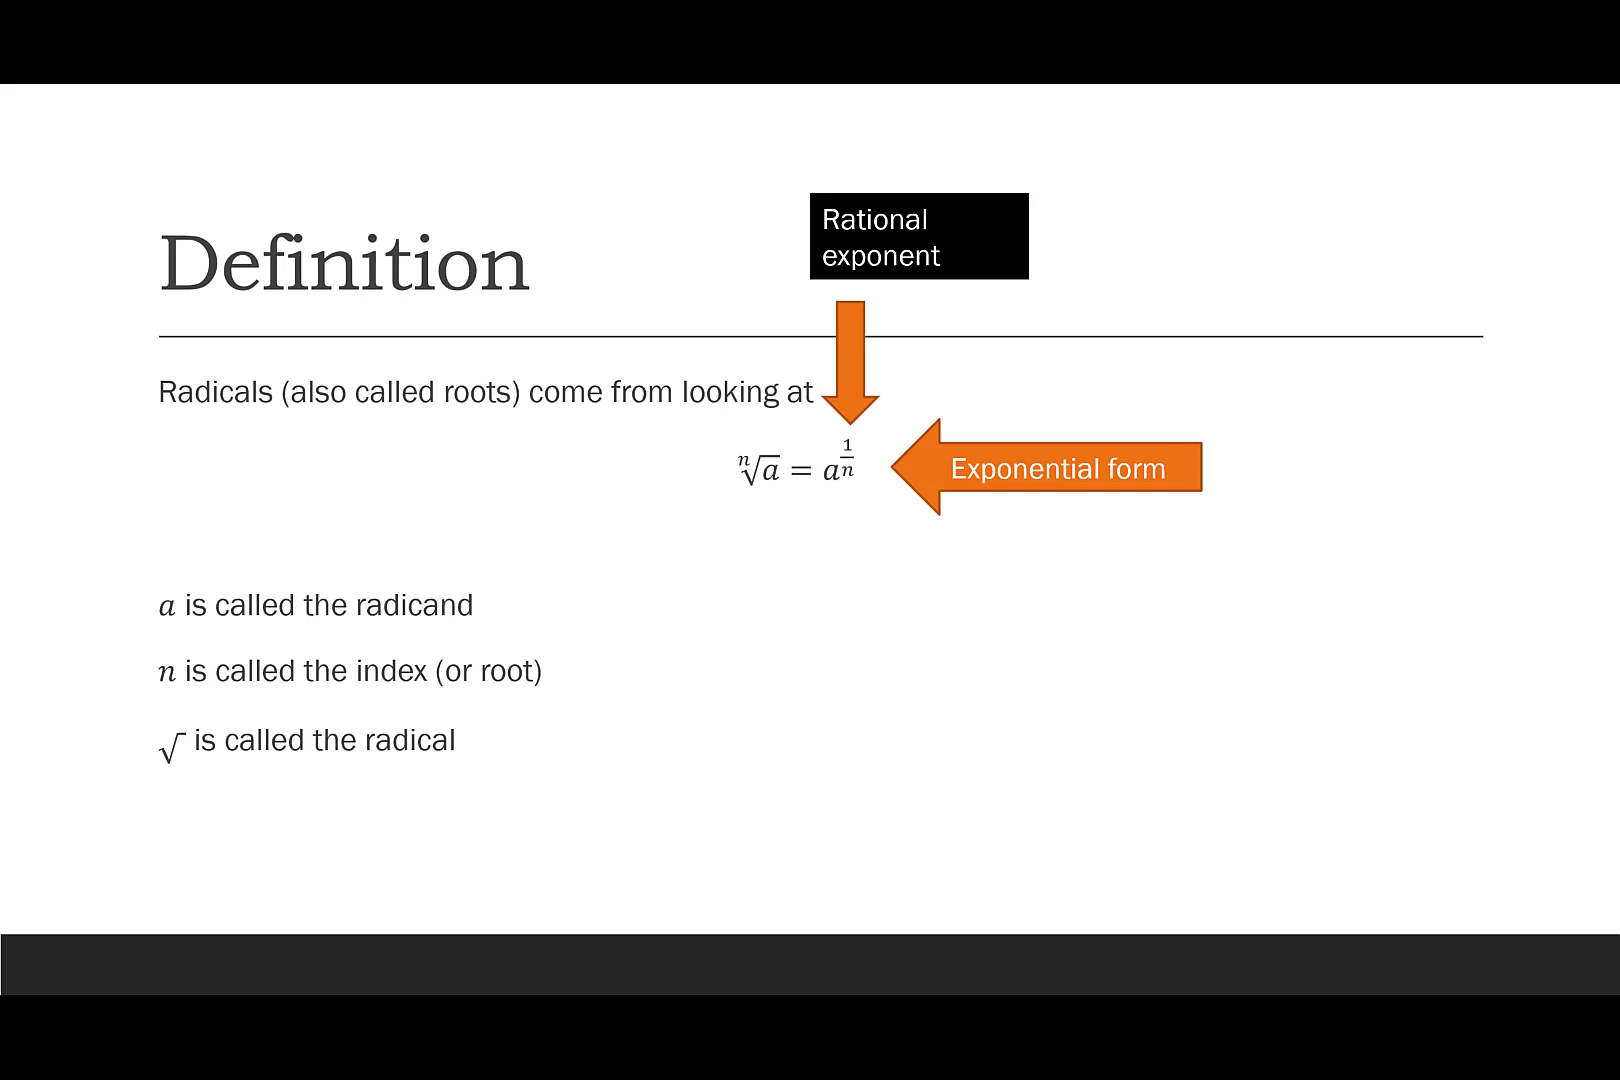 Rational
exponent
Definition
Radicals (also called roots) come from looking at
ⁿ√a = a^(1/n)
Exponential form
a is called the radicand
n is called the index (or root)
√ is called the radical